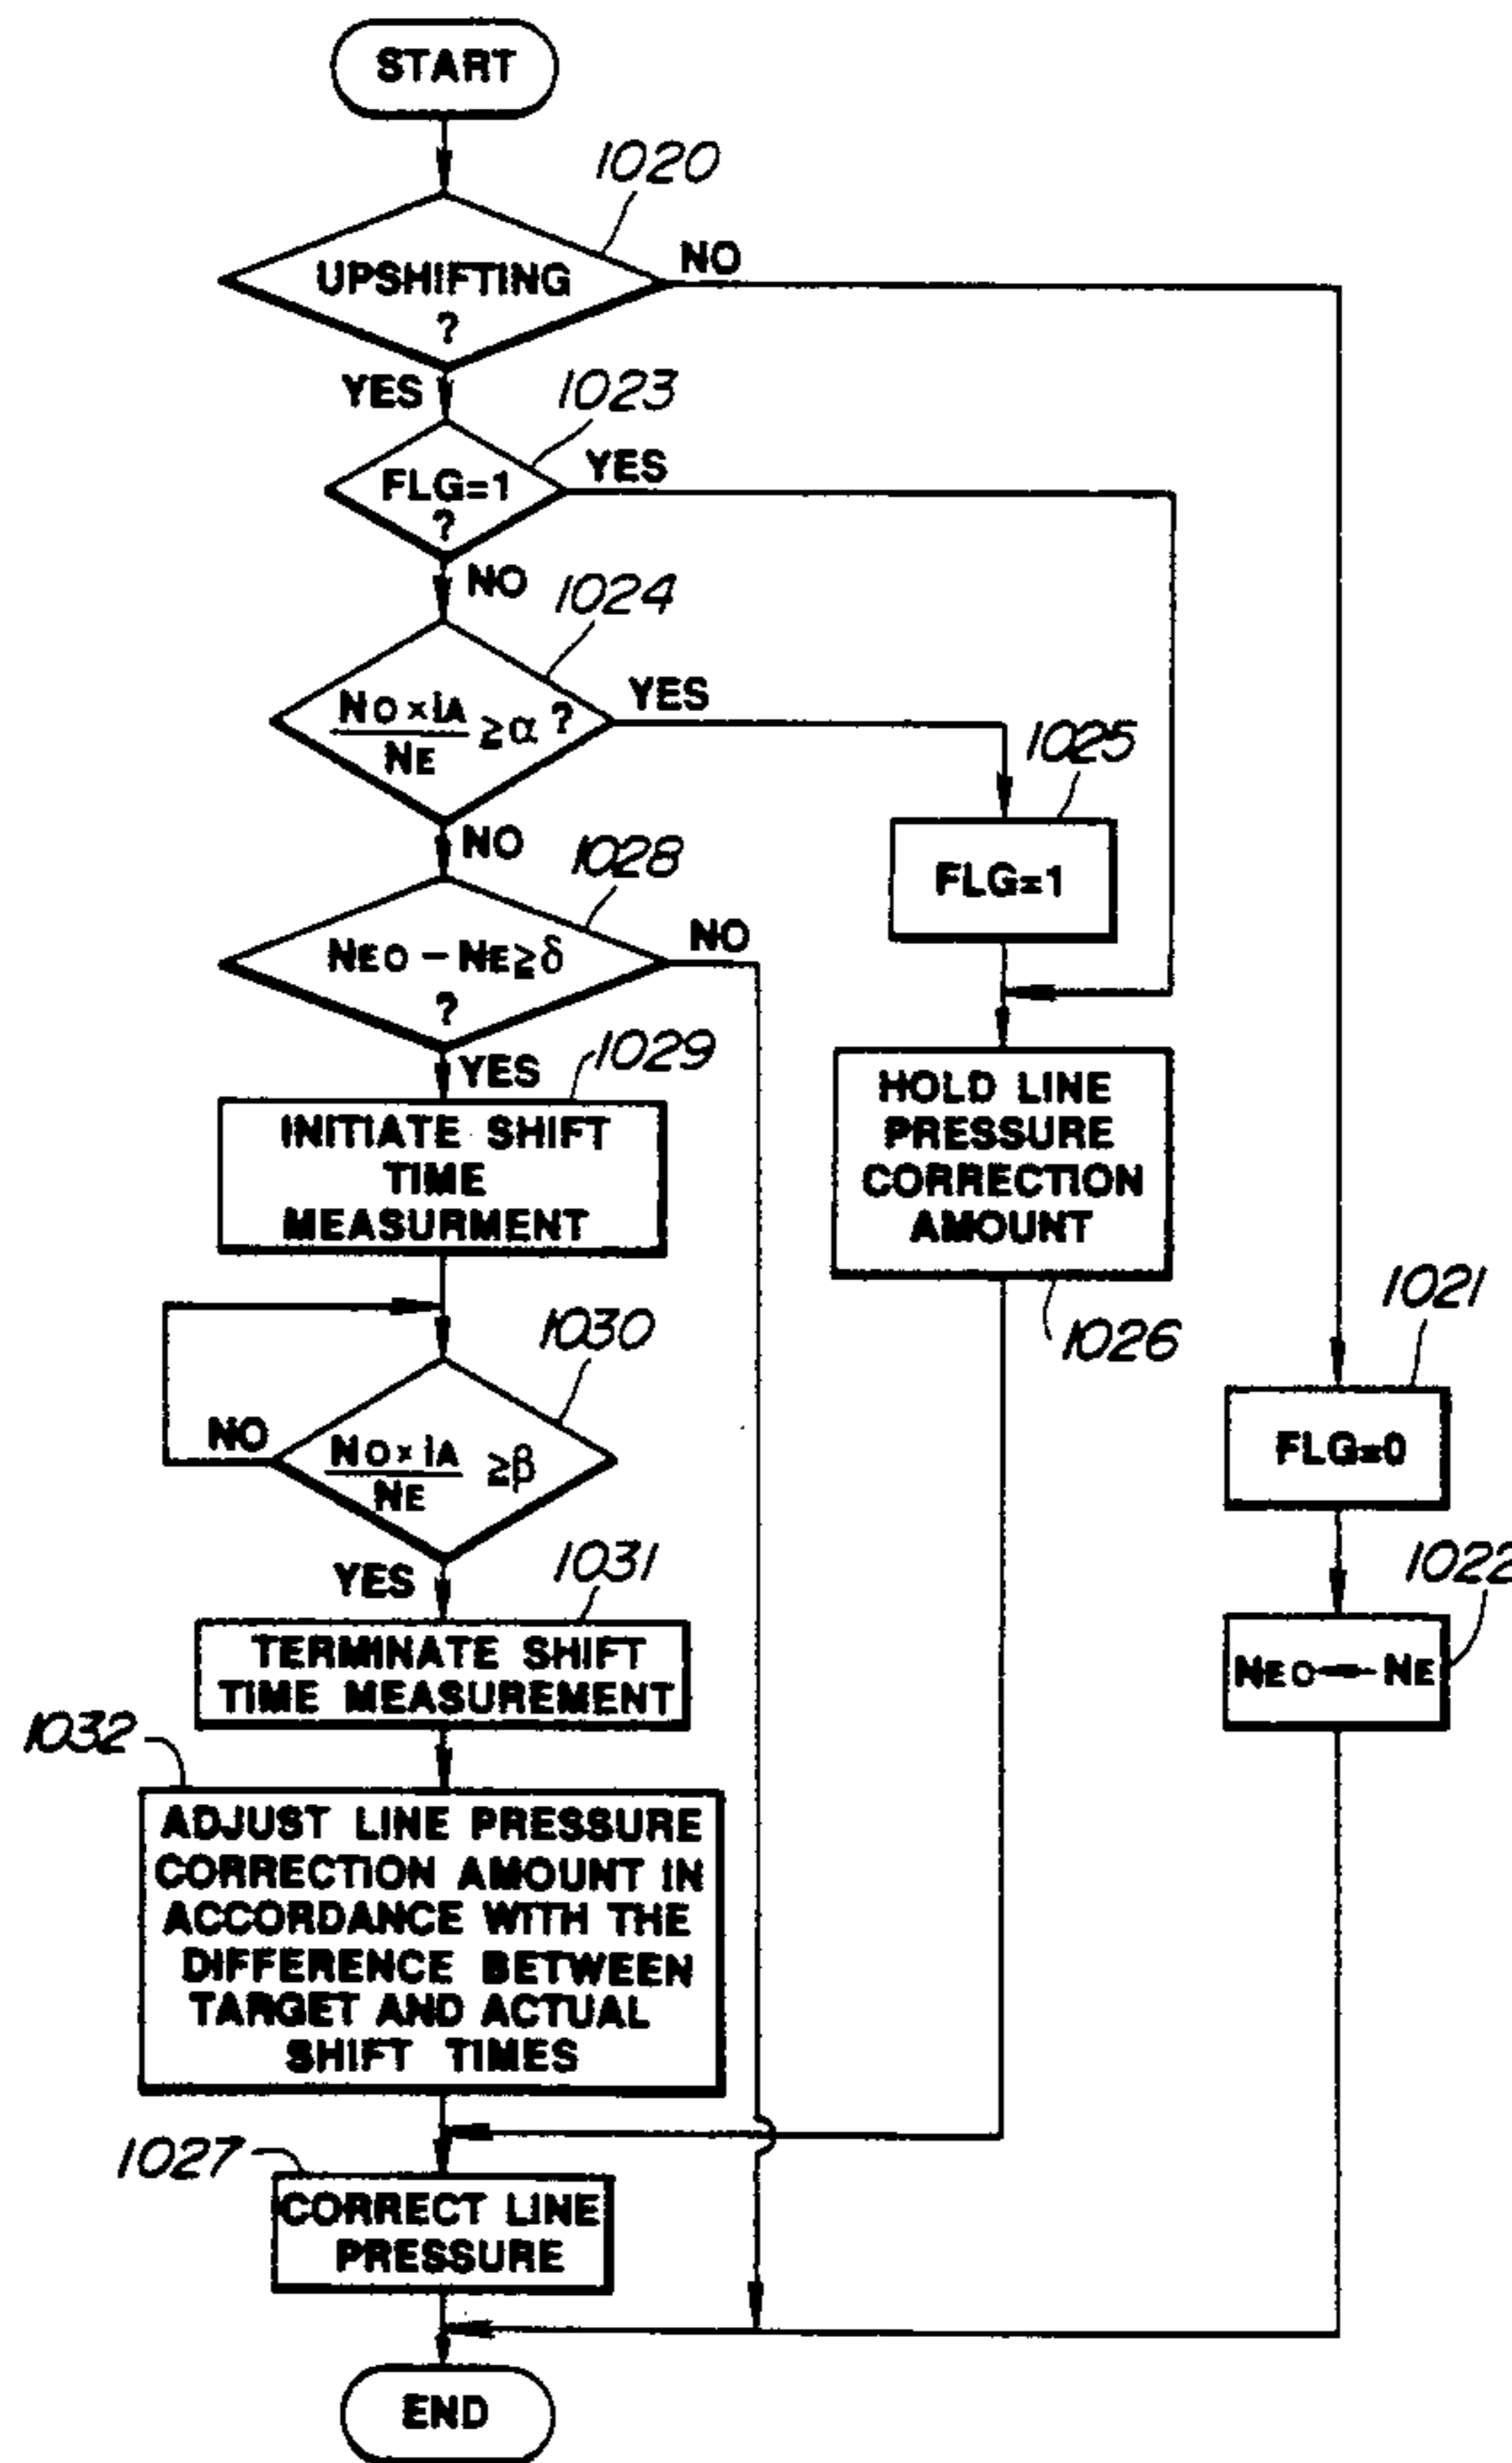 START
1020
UPSHIFTING
?
NO
YES
1023
FLG=1
?
YES
NO
1024
NO × iA
NE
≥α ?
YES
1025
FLG=1
NO
1028
NEO − NE≥δ
?
NO
YES
1029
INITIATE SHIFT
TIME
MEASURMENT
HOLD LINE
PRESSURE
CORRECTION
AMOUNT
1026
1030
NO × iA
NE
≥β
NO
YES
1021
FLG=0
1022
NEO ← NE
1031
TERMINATE SHIFT
TIME MEASUREMENT
1032
ADJUST LINE PRESSURE
CORRECTION AMOUNT IN
ACCORDANCE WITH THE
DIFFERENCE BETWEEN
TARGET AND ACTUAL
SHIFT TIMES
1027
CORRECT LINE
PRESSURE
END